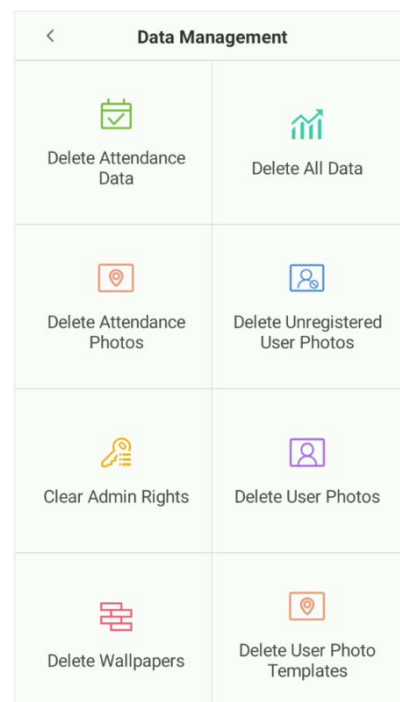 Data Management
Delete Attendance
Data
Delete All Data
Delete Attendance
Photos
Delete Unregistered
User Photos
Clear Admin Rights
Delete User Photos
Delete Wallpapers
Delete User Photo
Templates